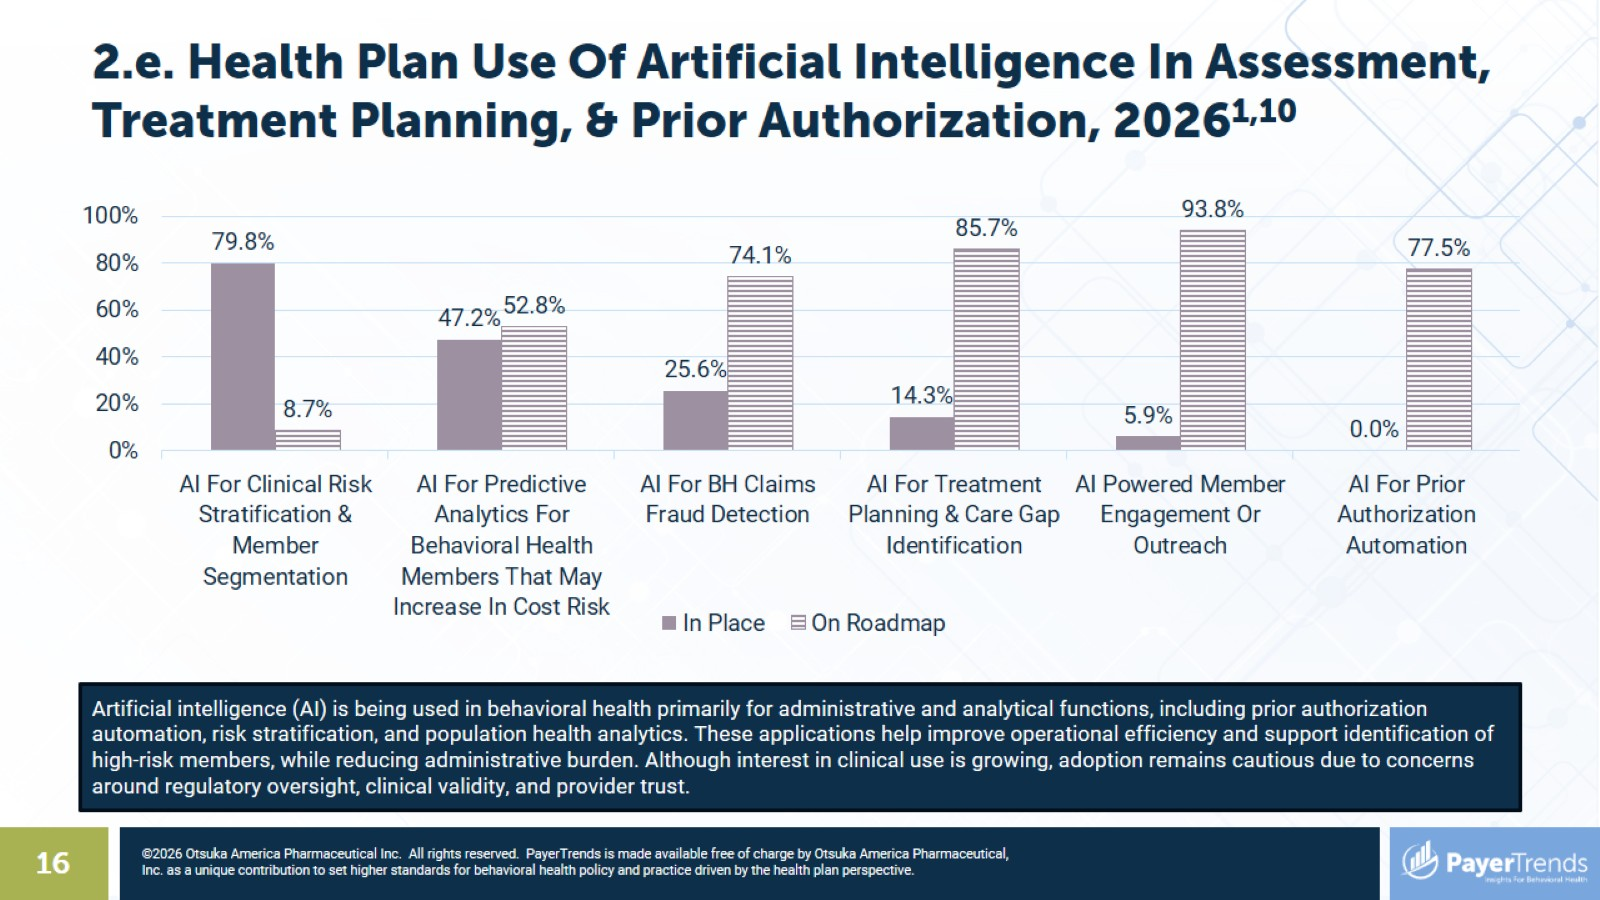 2.e. Health Plan Use Of Artificial Intelligence In Assessment,
Treatment Planning, & Prior Authorization, 2026¹,¹⁰
100%
80%
60%
40%
20%
0%
79.8%
8.7%
47.2%
52.8%
25.6%
74.1%
14.3%
85.7%
5.9%
93.8%
0.0%
77.5%
AI For Clinical Risk
Stratification &
Member
Segmentation
AI For Predictive
Analytics For
Behavioral Health
Members That May
Increase In Cost Risk
AI For BH Claims
Fraud Detection
AI For Treatment
Planning & Care Gap
Identification
AI Powered Member
Engagement Or
Outreach
AI For Prior
Authorization
Automation
In Place
On Roadmap
Artificial intelligence (AI) is being used in behavioral health primarily for administrative and analytical functions, including prior authorization
automation, risk stratification, and population health analytics. These applications help improve operational efficiency and support identification of
high-risk members, while reducing administrative burden. Although interest in clinical use is growing, adoption remains cautious due to concerns
around regulatory oversight, clinical validity, and provider trust.
16
©2026 Otsuka America Pharmaceutical Inc. All rights reserved. PayerTrends is made available free of charge by Otsuka America Pharmaceutical,
Inc. as a unique contribution to set higher standards for behavioral health policy and practice driven by the health plan perspective.
PayerTrends
Insights For Behavioral Health